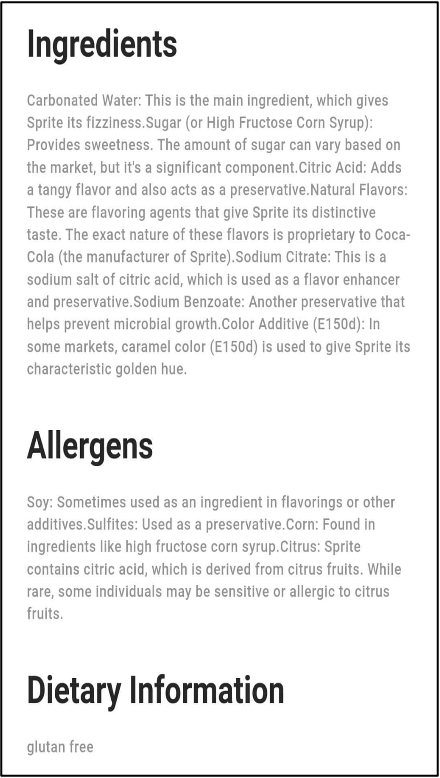 Ingredients
Carbonated Water: This is the main ingredient, which gives
Sprite its fizziness.Sugar (or High Fructose Corn Syrup):
Provides sweetness. The amount of sugar can vary based on
the market, but it's a significant component.Citric Acid: Adds
a tangy flavor and also acts as a preservative.Natural Flavors:
These are flavoring agents that give Sprite its distinctive
taste. The exact nature of these flavors is proprietary to Coca-
Cola (the manufacturer of Sprite).Sodium Citrate: This is a
sodium salt of citric acid, which is used as a flavor enhancer
and preservative.Sodium Benzoate: Another preservative that
helps prevent microbial growth.Color Additive (E150d): In
some markets, caramel color (E150d) is used to give Sprite its
characteristic golden hue.
Allergens
Soy: Sometimes used as an ingredient in flavorings or other
additives.Sulfites: Used as a preservative.Corn: Found in
ingredients like high fructose corn syrup.Citrus: Sprite
contains citric acid, which is derived from citrus fruits. While
rare, some individuals may be sensitive or allergic to citrus
fruits.
Dietary Information
glutan free